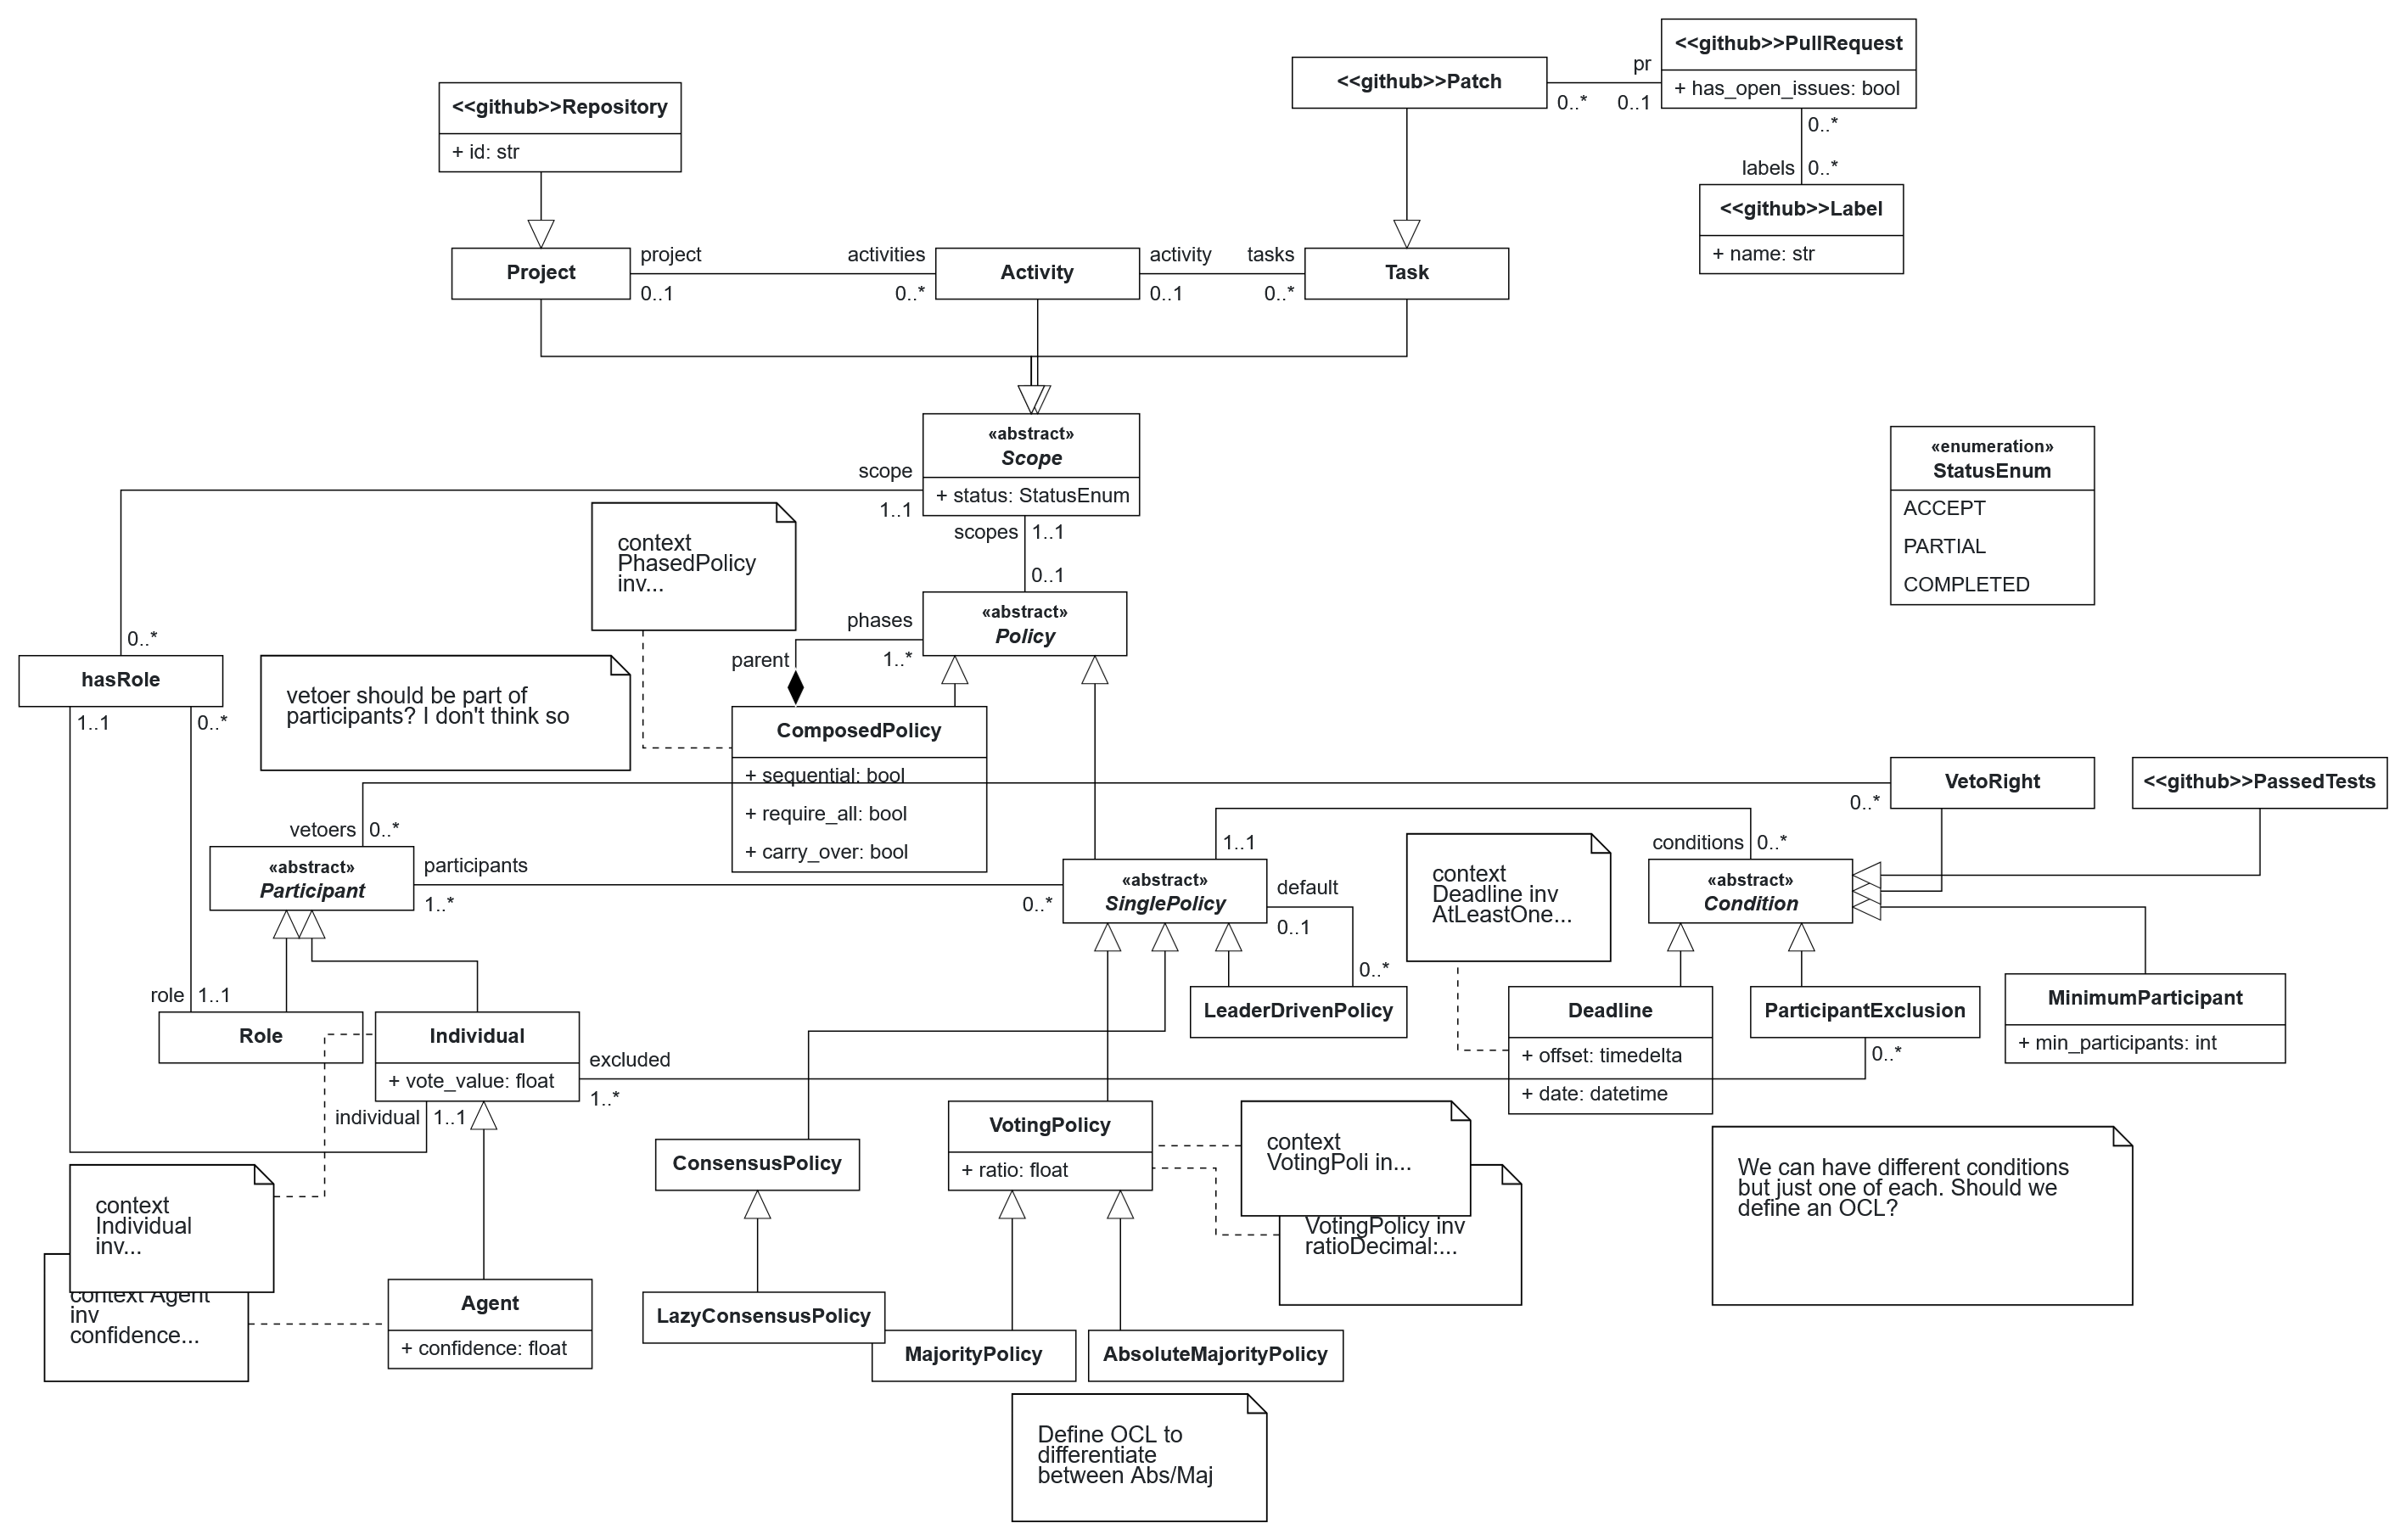 <<github>>PullRequest
+ has_open_issues: bool
<<github>>Patch
pr
0..*
0..1
<<github>>Repository
+ id: str
0..*
labels
0..*
<<github>>Label
+ name: str
Project
project
0..1
activities
0..*
Activity
activity
0..1
tasks
0..*
Task
«abstract»
Scope
+ status: StatusEnum
scope
1..1
scopes
1..1
0..1
«enumeration»
StatusEnum
ACCEPT
PARTIAL
COMPLETED
context
PhasedPolicy
inv...
«abstract»
Policy
phases
1..*
parent
0..*
hasRole
1..1
0..*
vetoer should be part of
participants? I don't think so
ComposedPolicy
+ sequential: bool
+ require_all: bool
+ carry_over: bool
VetoRight
0..*
<<github>>PassedTests
vetoers
0..*
«abstract»
Participant
participants
1..*
0..*
1..1
«abstract»
SinglePolicy
default
0..1
0..*
context
Deadline inv
AtLeastOne...
conditions
0..*
«abstract»
Condition
role
1..1
Role
Individual
+ vote_value: float
excluded
1..*
individual
1..1
LeaderDrivenPolicy
Deadline
+ offset: timedelta
+ date: datetime
ParticipantExclusion
0..*
MinimumParticipant
+ min_participants: int
ConsensusPolicy
VotingPolicy
+ ratio: float
context
VotingPoli in...
VotingPolicy inv
ratioDecimal:...
We can have different conditions
but just one of each. Should we
define an OCL?
context
Individual
inv...
context Agent
inv
confidence...
Agent
+ confidence: float
LazyConsensusPolicy
MajorityPolicy
AbsoluteMajorityPolicy
Define OCL to
differentiate
between Abs/Maj